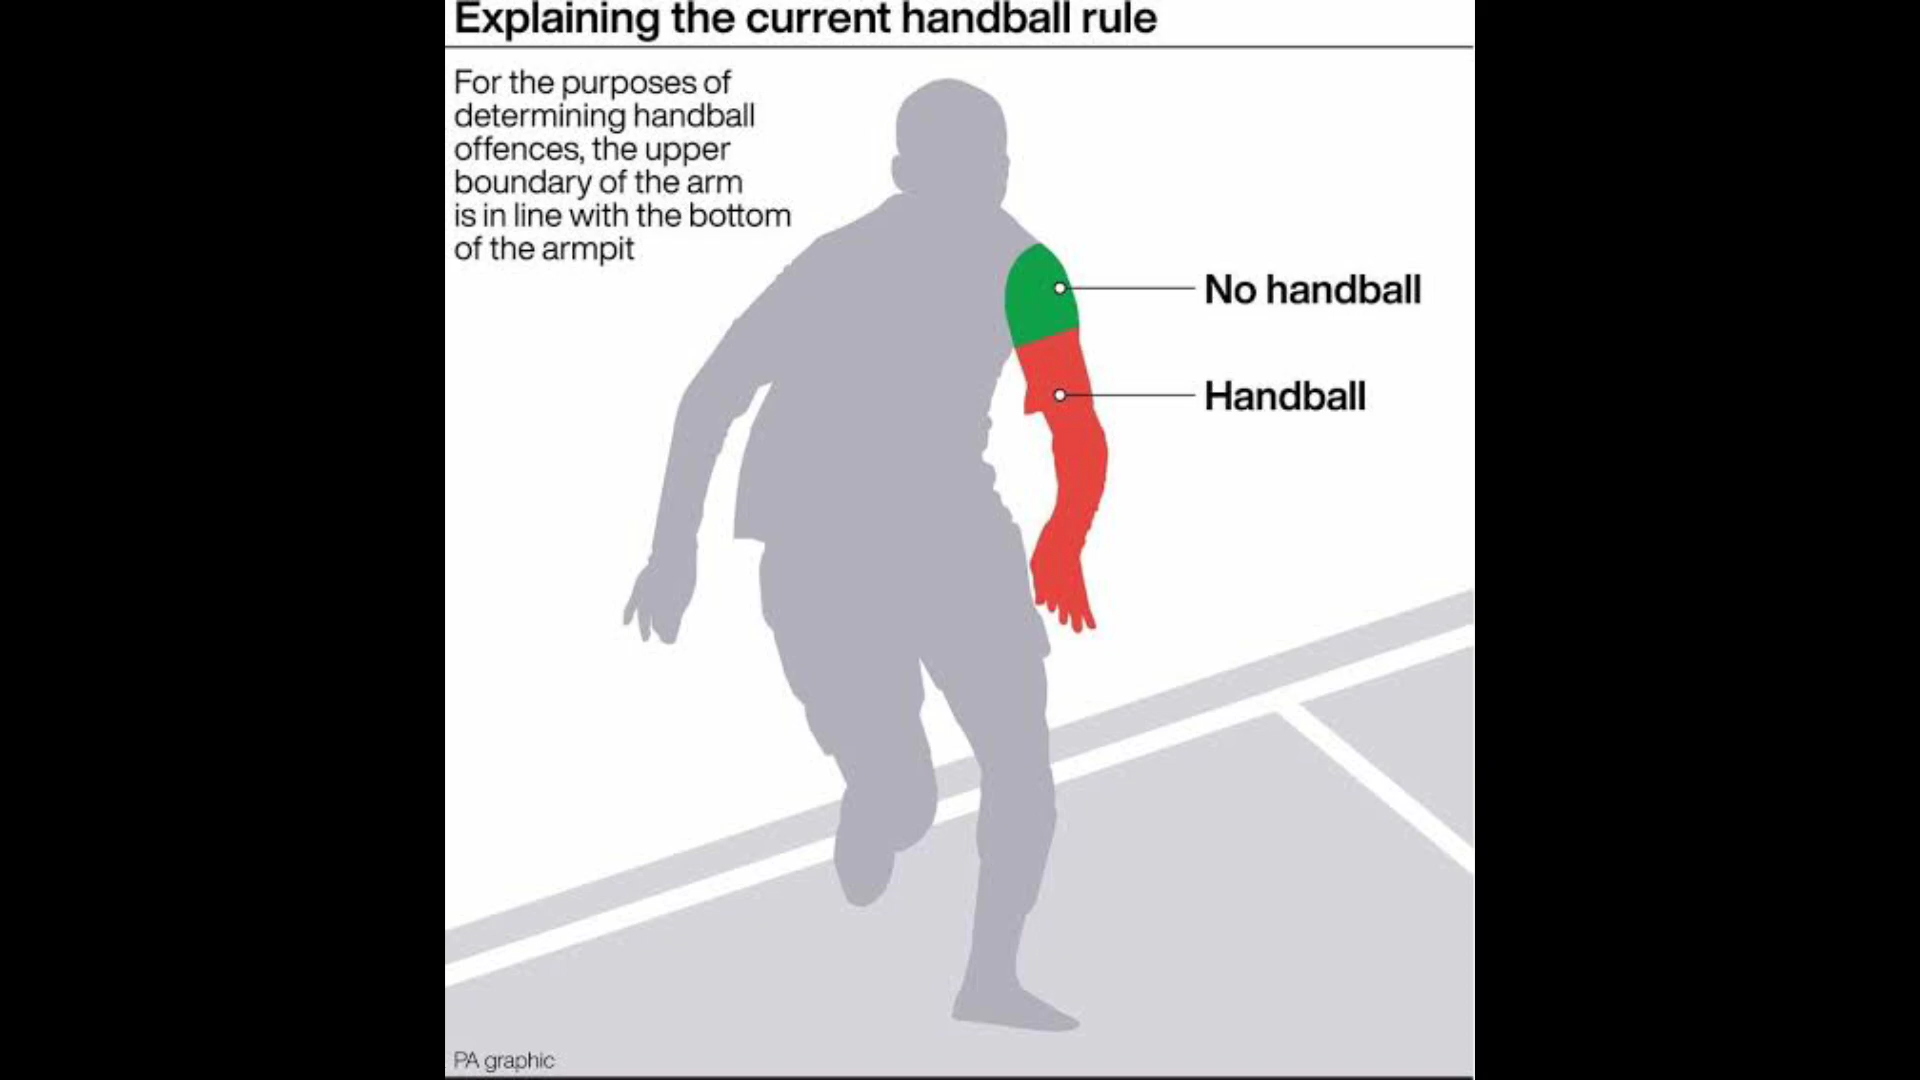 Explaining the current handball rule
For the purposes of
determining handball
offences, the upper
boundary of the arm
is in line with the bottom
of the armpit
No handball
Handball
PA graphic